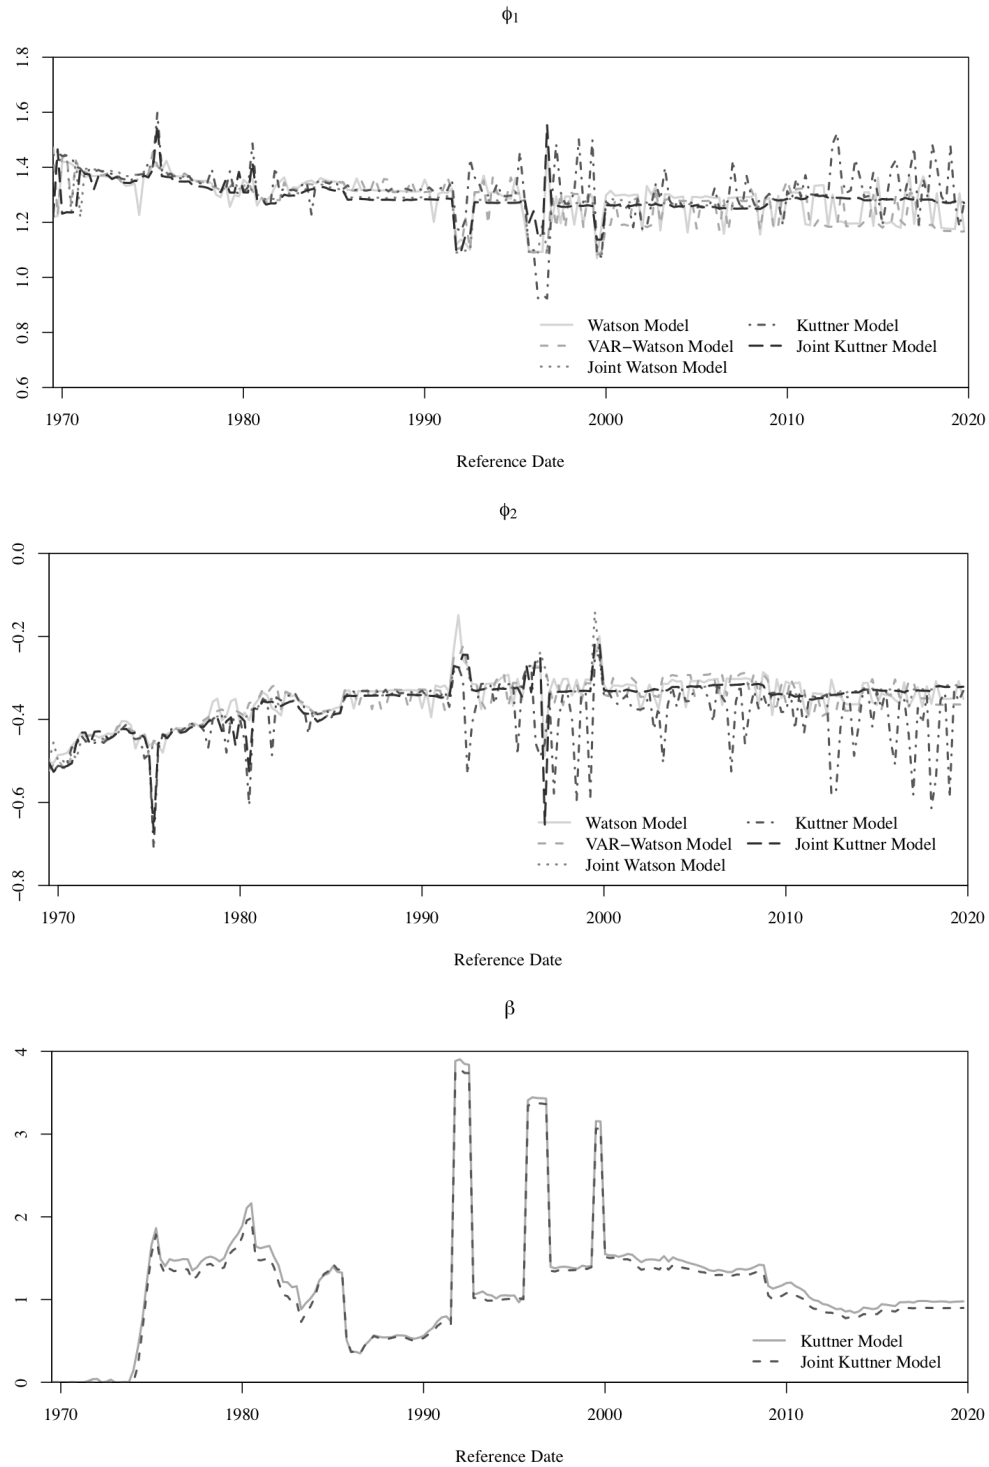 ϕ1
1.8
1.6
1.4
1.2
1.0
0.8
0.6
Watson Model
VAR−Watson Model
Joint Watson Model
Kuttner Model
Joint Kuttner Model
1970 1980 1990 2000 2010 2020
Reference Date
ϕ2
0.0
−0.2
−0.4
−0.6
−0.8
Watson Model
VAR−Watson Model
Joint Watson Model
Kuttner Model
Joint Kuttner Model
1970 1980 1990 2000 2010 2020
Reference Date
β
4
3
2
1
0
Kuttner Model
Joint Kuttner Model
1970 1980 1990 2000 2010 2020
Reference Date